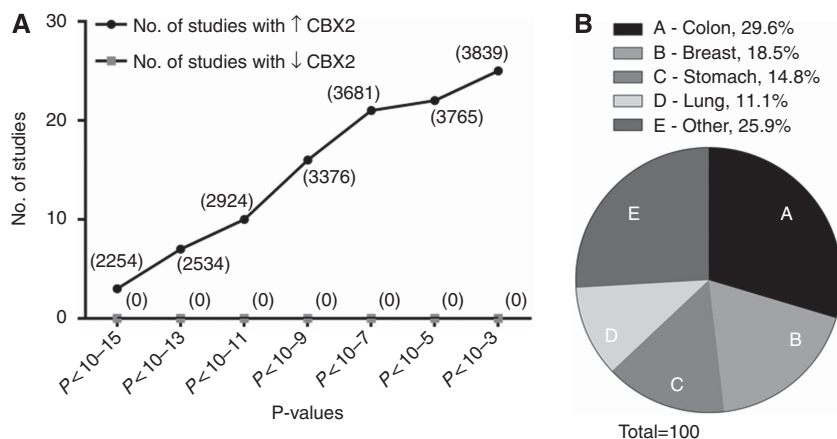 A
No. of studies with ↑ CBX2
No. of studies with ↓ CBX2
No. of studies
30
20
10
0
(2254)
(2534)
(2924)
(3376)
(3681)
(3765)
(3839)
(0) (0) (0) (0) (0) (0) (0)
P<10–15 P<10–13 P<10–11 P<10–9 P<10–7 P<10–5 P<10–3
P-values
B
A - Colon, 29.6%
B - Breast, 18.5%
C - Stomach, 14.8%
D - Lung, 11.1%
E - Other, 25.9%
E
A
D
B
C
Total=100